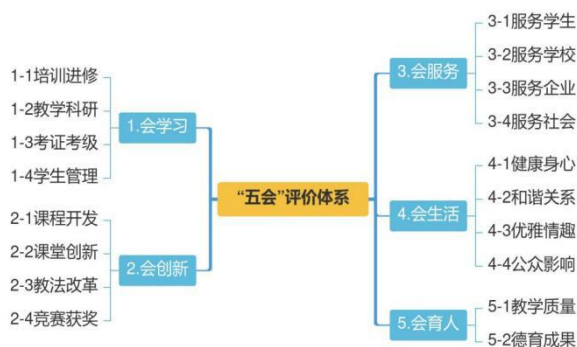 “五会”评价体系
1.会学习
1-1培训进修
1-2教学科研
1-3考证考级
1-4学生管理
2.会创新
2-1课程开发
2-2课堂创新
2-3教法改革
2-4竞赛获奖
3.会服务
3-1服务学生
3-2服务学校
3-3服务企业
3-4服务社会
4.会生活
4-1健康身心
4-2和谐关系
4-3优雅情趣
4-4公众影响
5.会育人
5-1教学质量
5-2德育成果